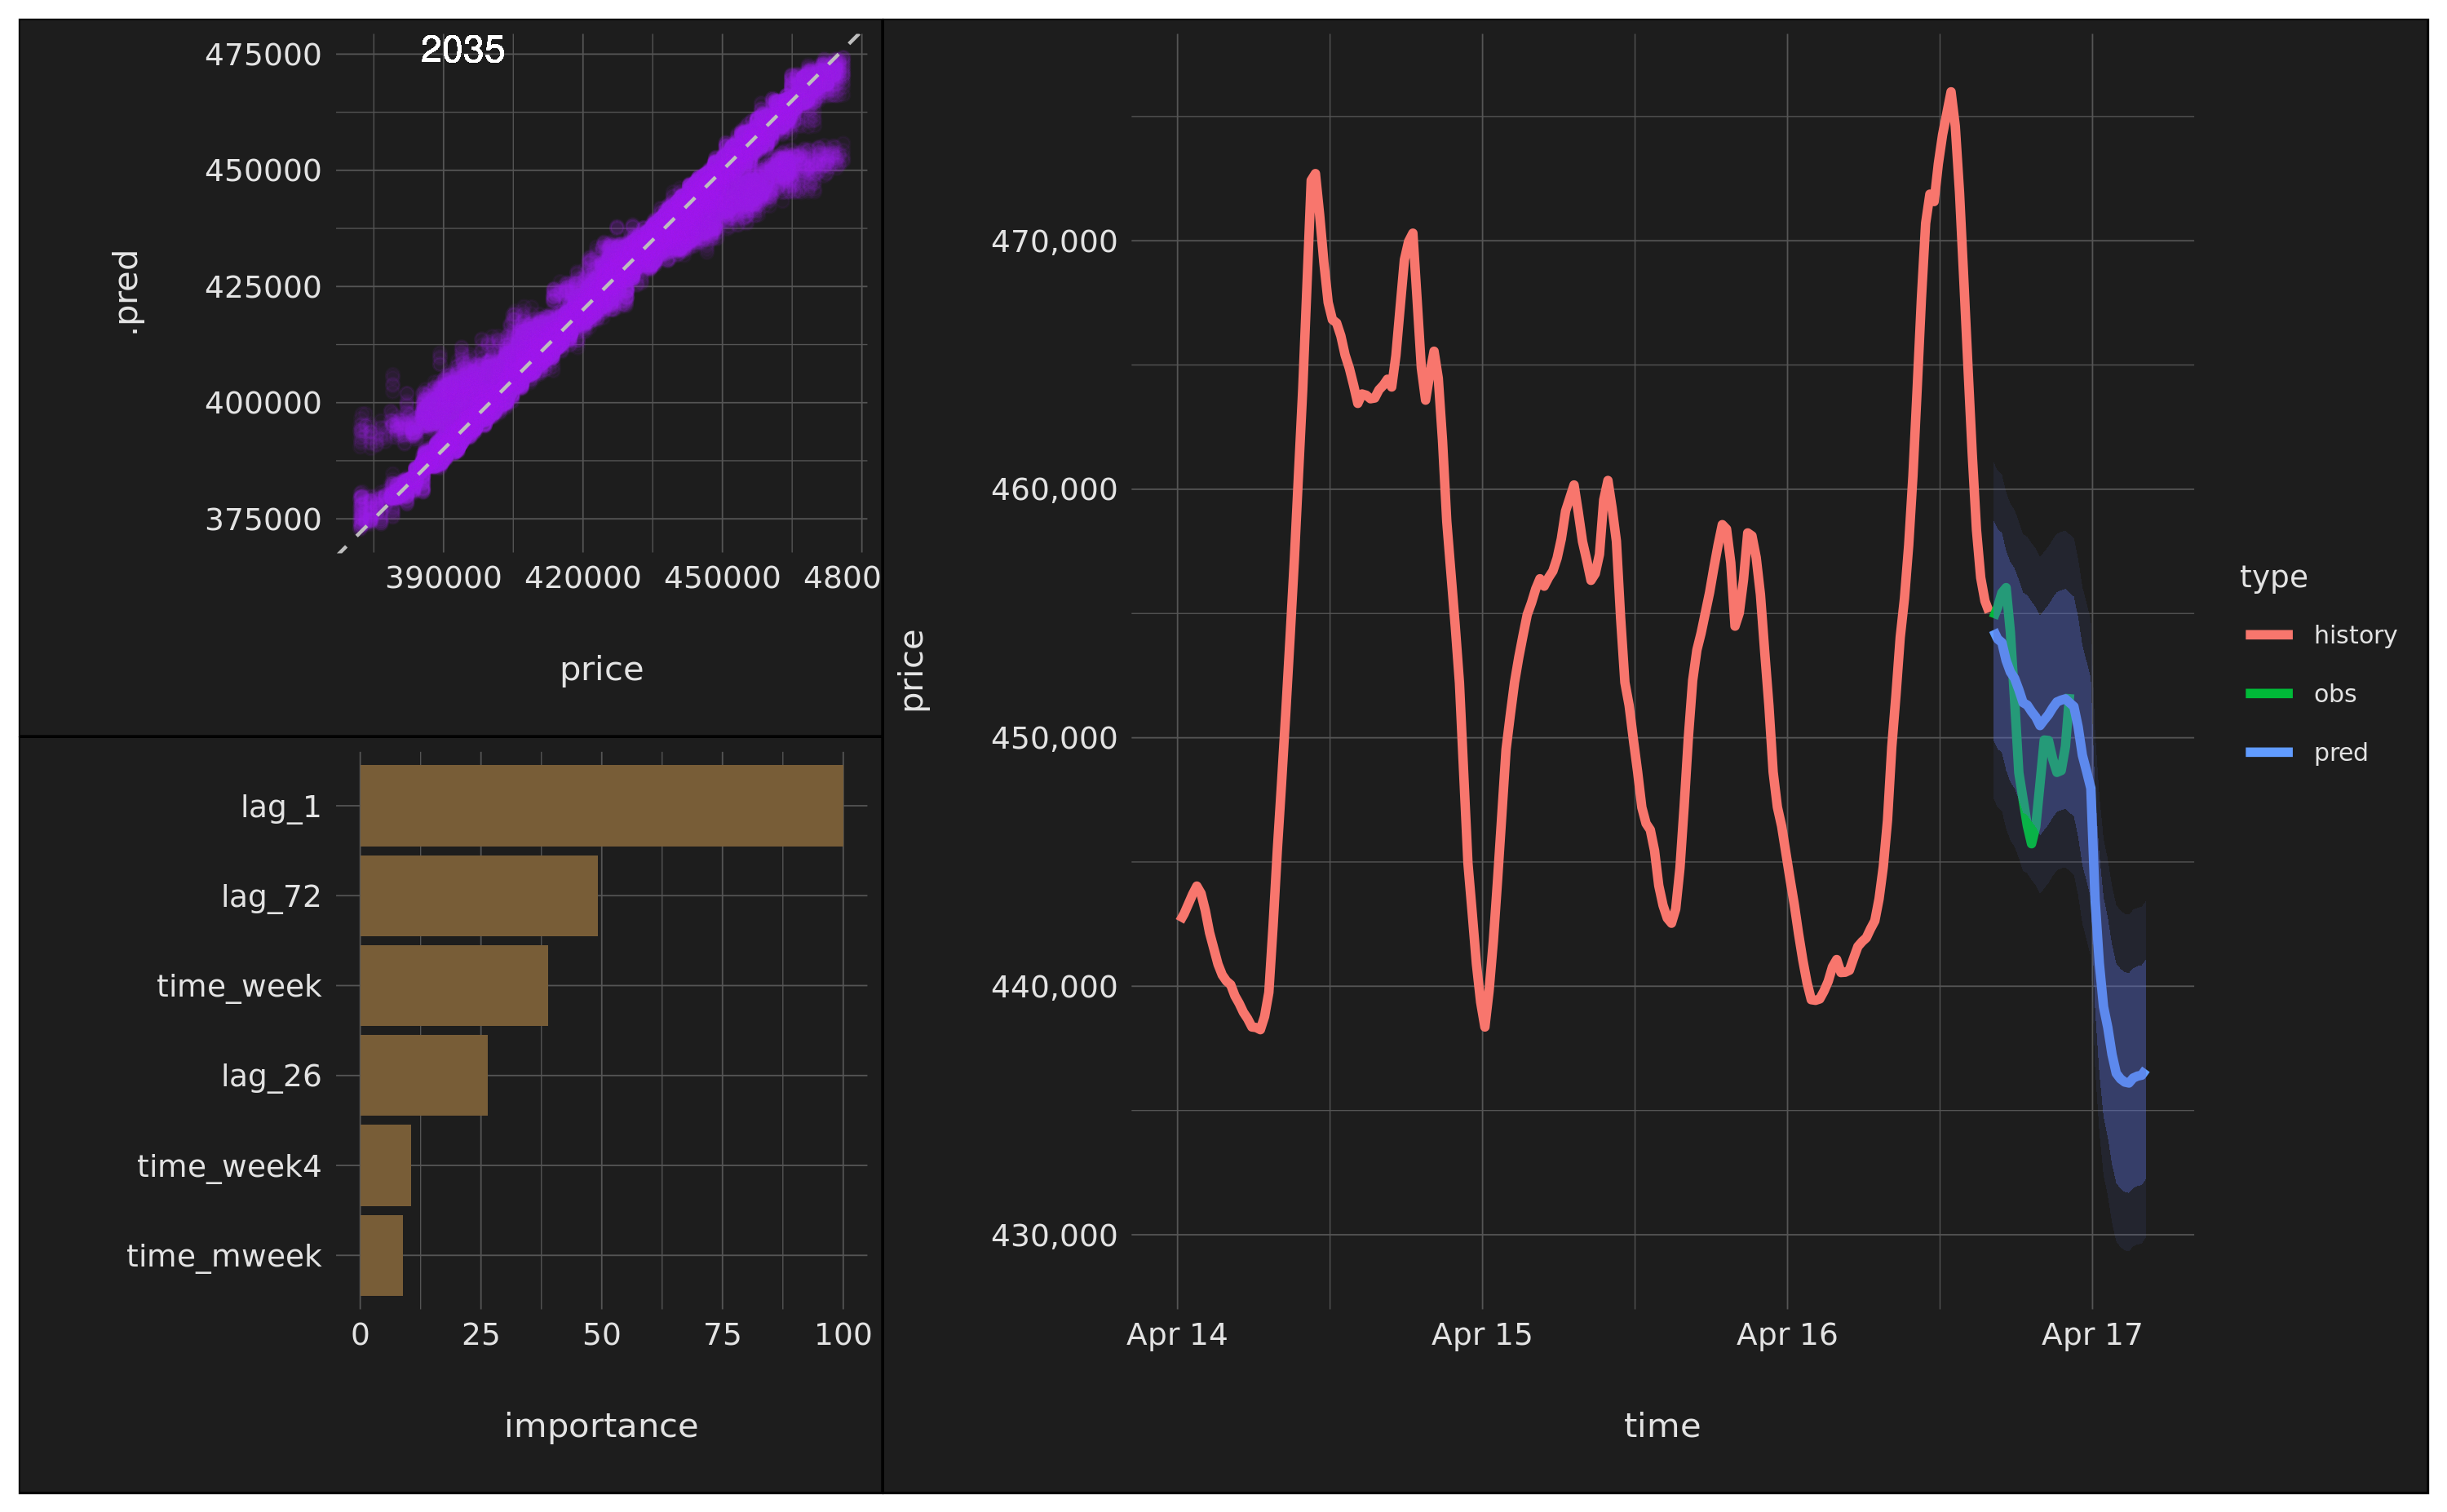 2035
475000
450000
425000
400000
375000
.pred
390000 420000 450000 4800
price
lag_1
lag_72
time_week
lag_26
time_week4
time_mweek
0 25 50 75 100
importance
470,000
460,000
450,000
440,000
430,000
price
Apr 14 Apr 15 Apr 16 Apr 17
time
type
history
obs
pred